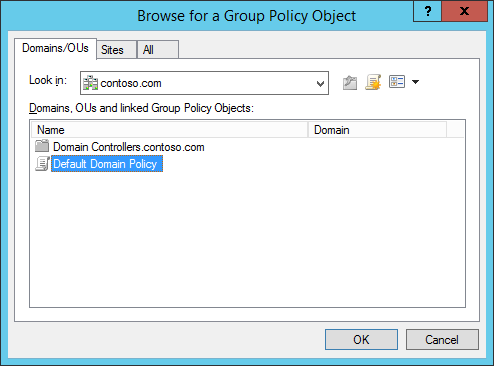 Browse for a Group Policy Object
?
x
Domains/OUs Sites All
Look in: contoso.com
Domains, OUs and linked Group Policy Objects:
Name Domain
Domain Controllers.contoso.com
Default Domain Policy
OK Cancel